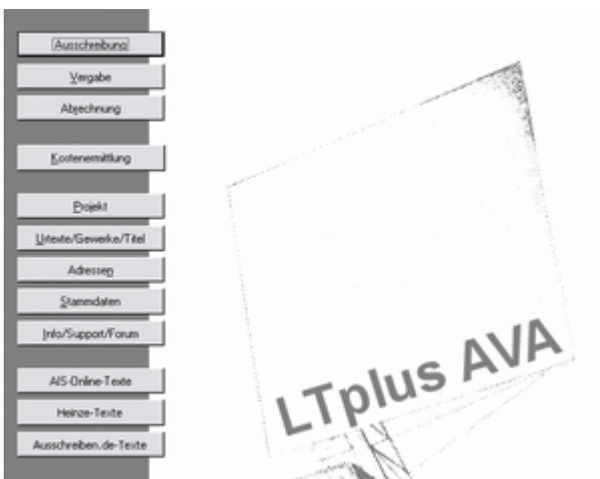 Ausschreibung
Vergabe
Abrechnung
Kostenermittlung
Projekt
Urtexte/Gewerke/Titel
Adressen
Stammdaten
Info/Support/Forum
AIS-Online-Texte
Heinze-Texte
Ausschreiben.de-Texte
LTplus AVA